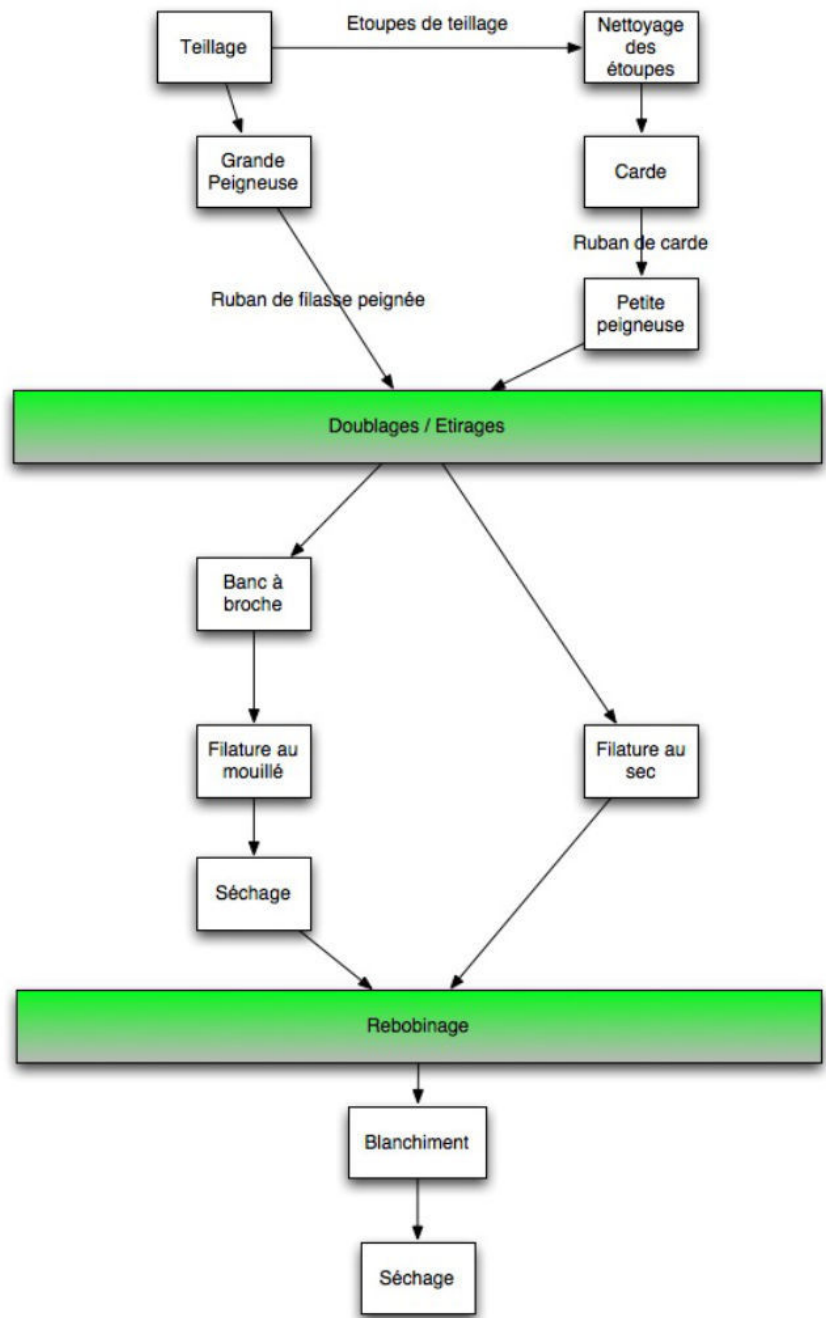 Teillage
Etoupes de teillage
Nettoyage
des
étoupes
Grande
Peigneuse
Carde
Ruban de carde
Ruban de filasse peignée
Petite
peigneuse
Doublages / Etirages
Banc à
broche
Filature au
mouillé
Filature au
sec
Séchage
Rebobinage
Blanchiment
Séchage